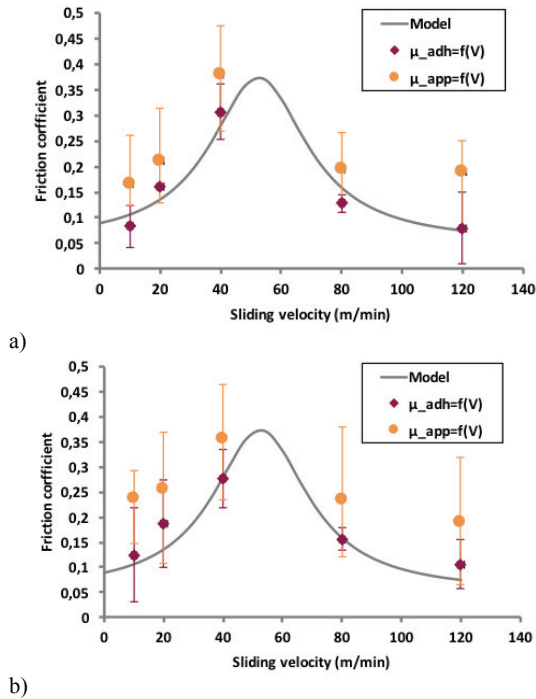 0,5
0,45
0,4
0,35
0,3
0,25
0,2
0,15
0,1
0,05
0
Friction corfficient
Model
μ_adh=f(V)
μ_app=f(V)
0 20 40 60 80 100 120 140
Sliding velocity (m/min)
a)
0,5
0,45
0,4
0,35
0,3
0,25
0,2
0,15
0,1
0,05
0
Friction corfficient
Model
μ_adh=f(V)
μ_app=f(V)
0 20 40 60 80 100 120 140
Sliding velocity (m/min)
b)